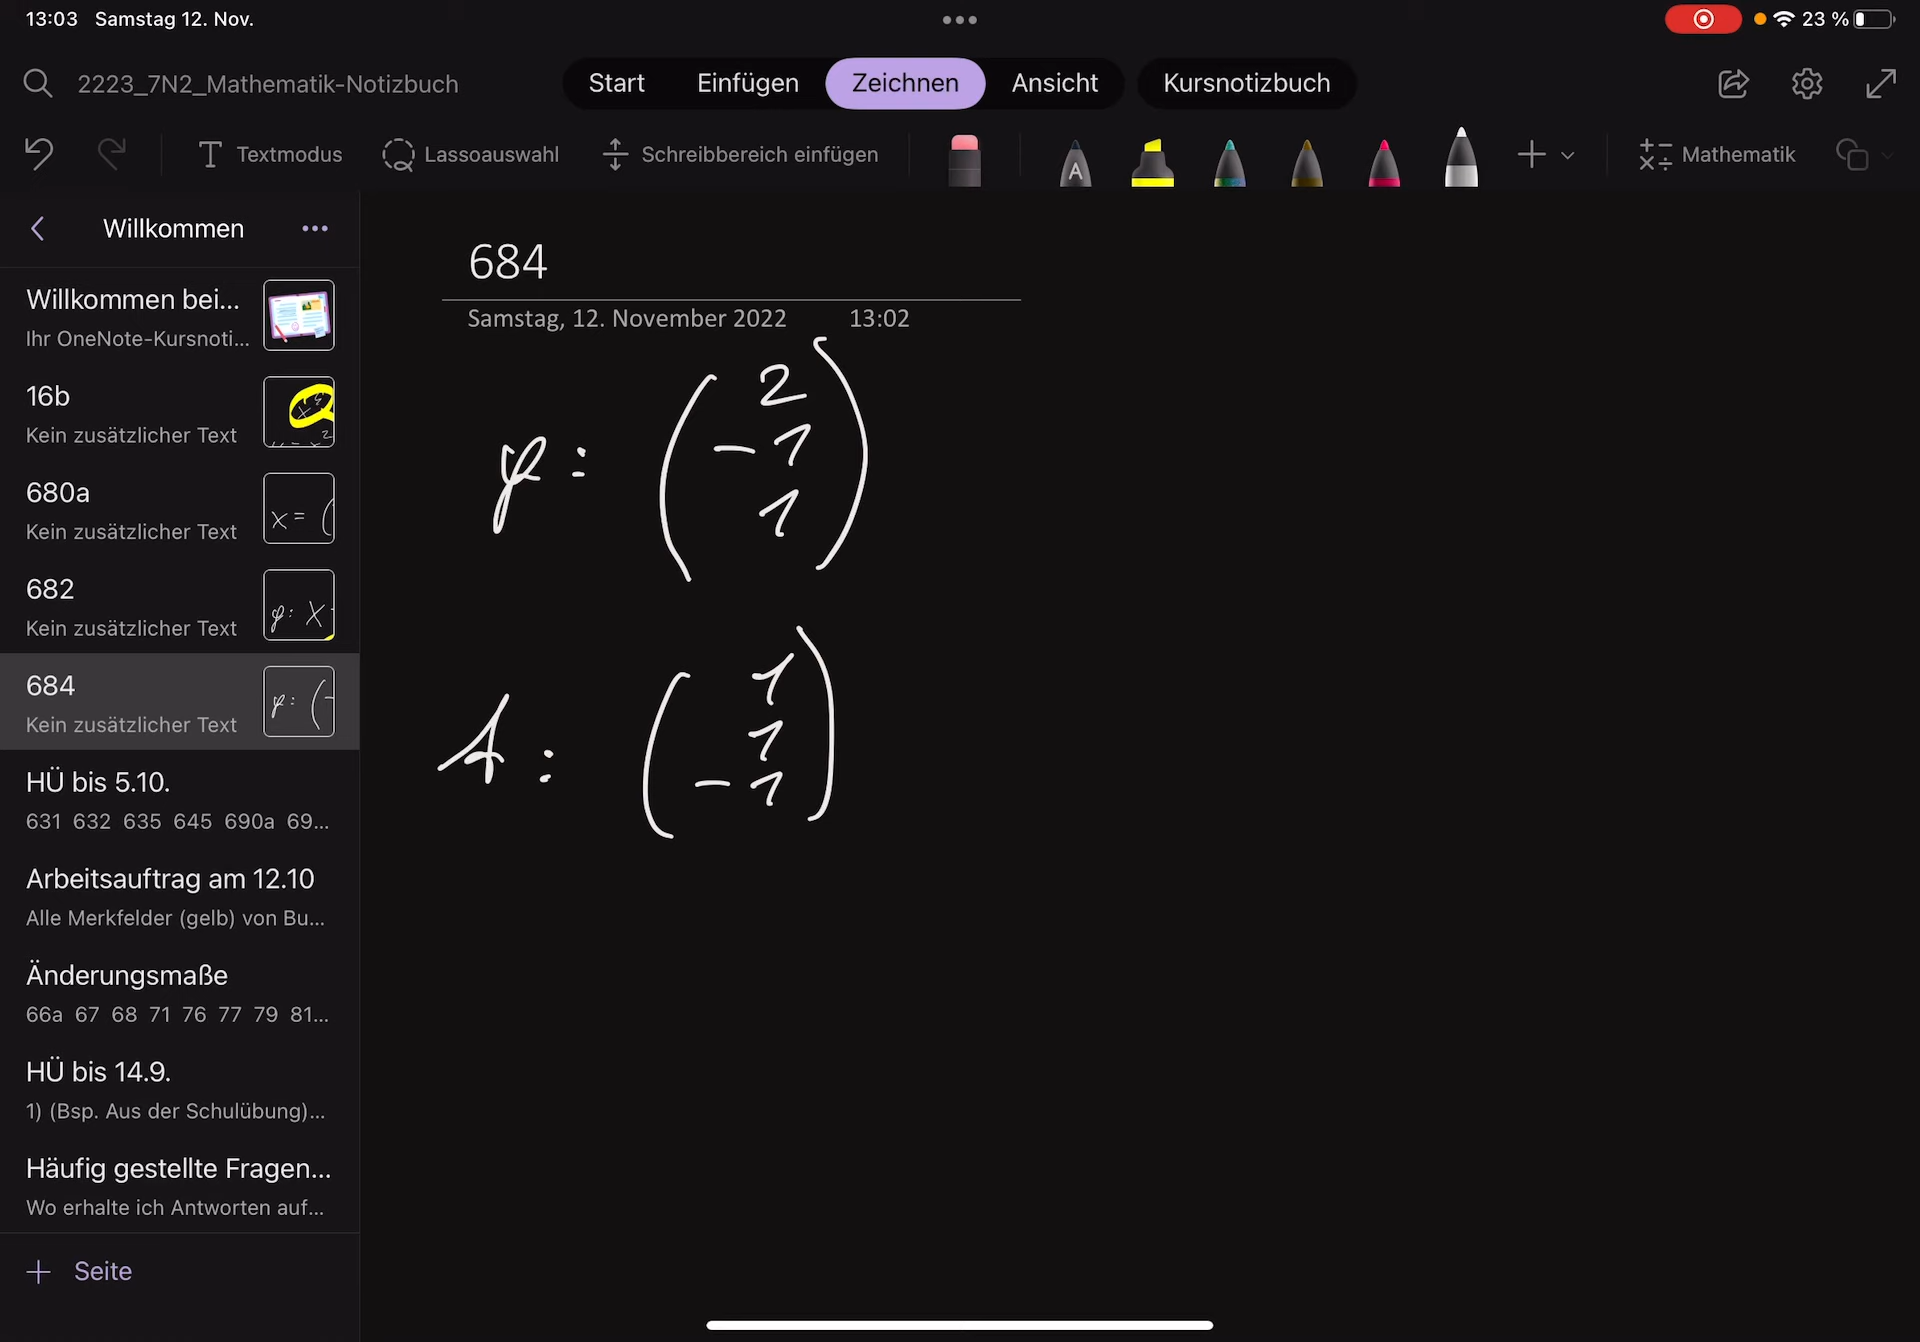 13:03 Samstag 12. Nov.
23 %
2223_7N2_Mathematik-Notizbuch
Start Einfügen Zeichnen Ansicht Kursnotizbuch
Textmodus Lassoauswahl Schreibbereich einfügen A Mathematik
Willkommen
Willkommen bei...
Ihr OneNote-Kursnoti...
16b
Kein zusätzlicher Text
680a
Kein zusätzlicher Text
x = (
682
Kein zusätzlicher Text
φ: X
684
Kein zusätzlicher Text
φ: (-
HÜ bis 5.10.
631 632 635 645 690a 69...
Arbeitsauftrag am 12.10
Alle Merkfelder (gelb) von Bu...
Änderungsmaße
66a 67 68 71 76 77 79 81...
HÜ bis 14.9.
1) (Bsp. Aus der Schulübung)...
Häufig gestellte Fragen...
Wo erhalte ich Antworten auf...
+ Seite
684
Samstag, 12. November 2022 13:02
2
φ: ( -1 )
1
1
: ( 1 )
-1